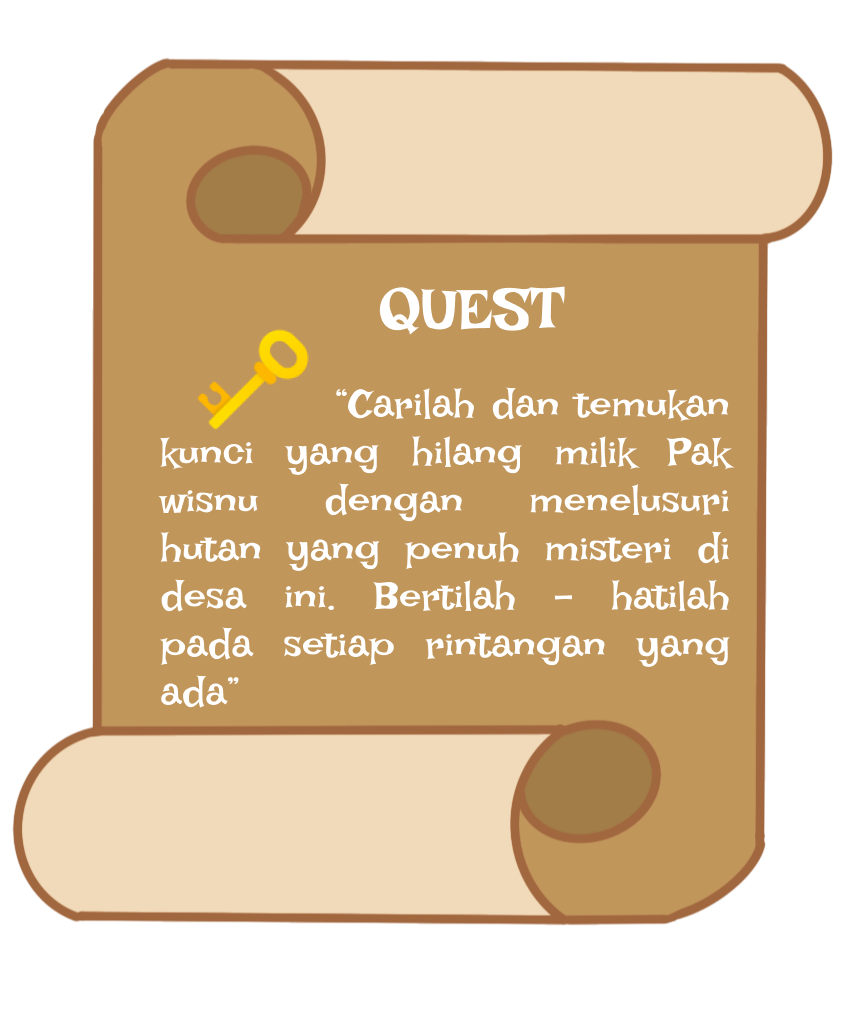 QUEST
“Carilah dan temukan
kunci yang hilang milik Pak
wisnu dengan menelusuri
hutan yang penuh misteri di
desa ini. Bertilah – hatilah
pada setiap rintangan yang
ada”